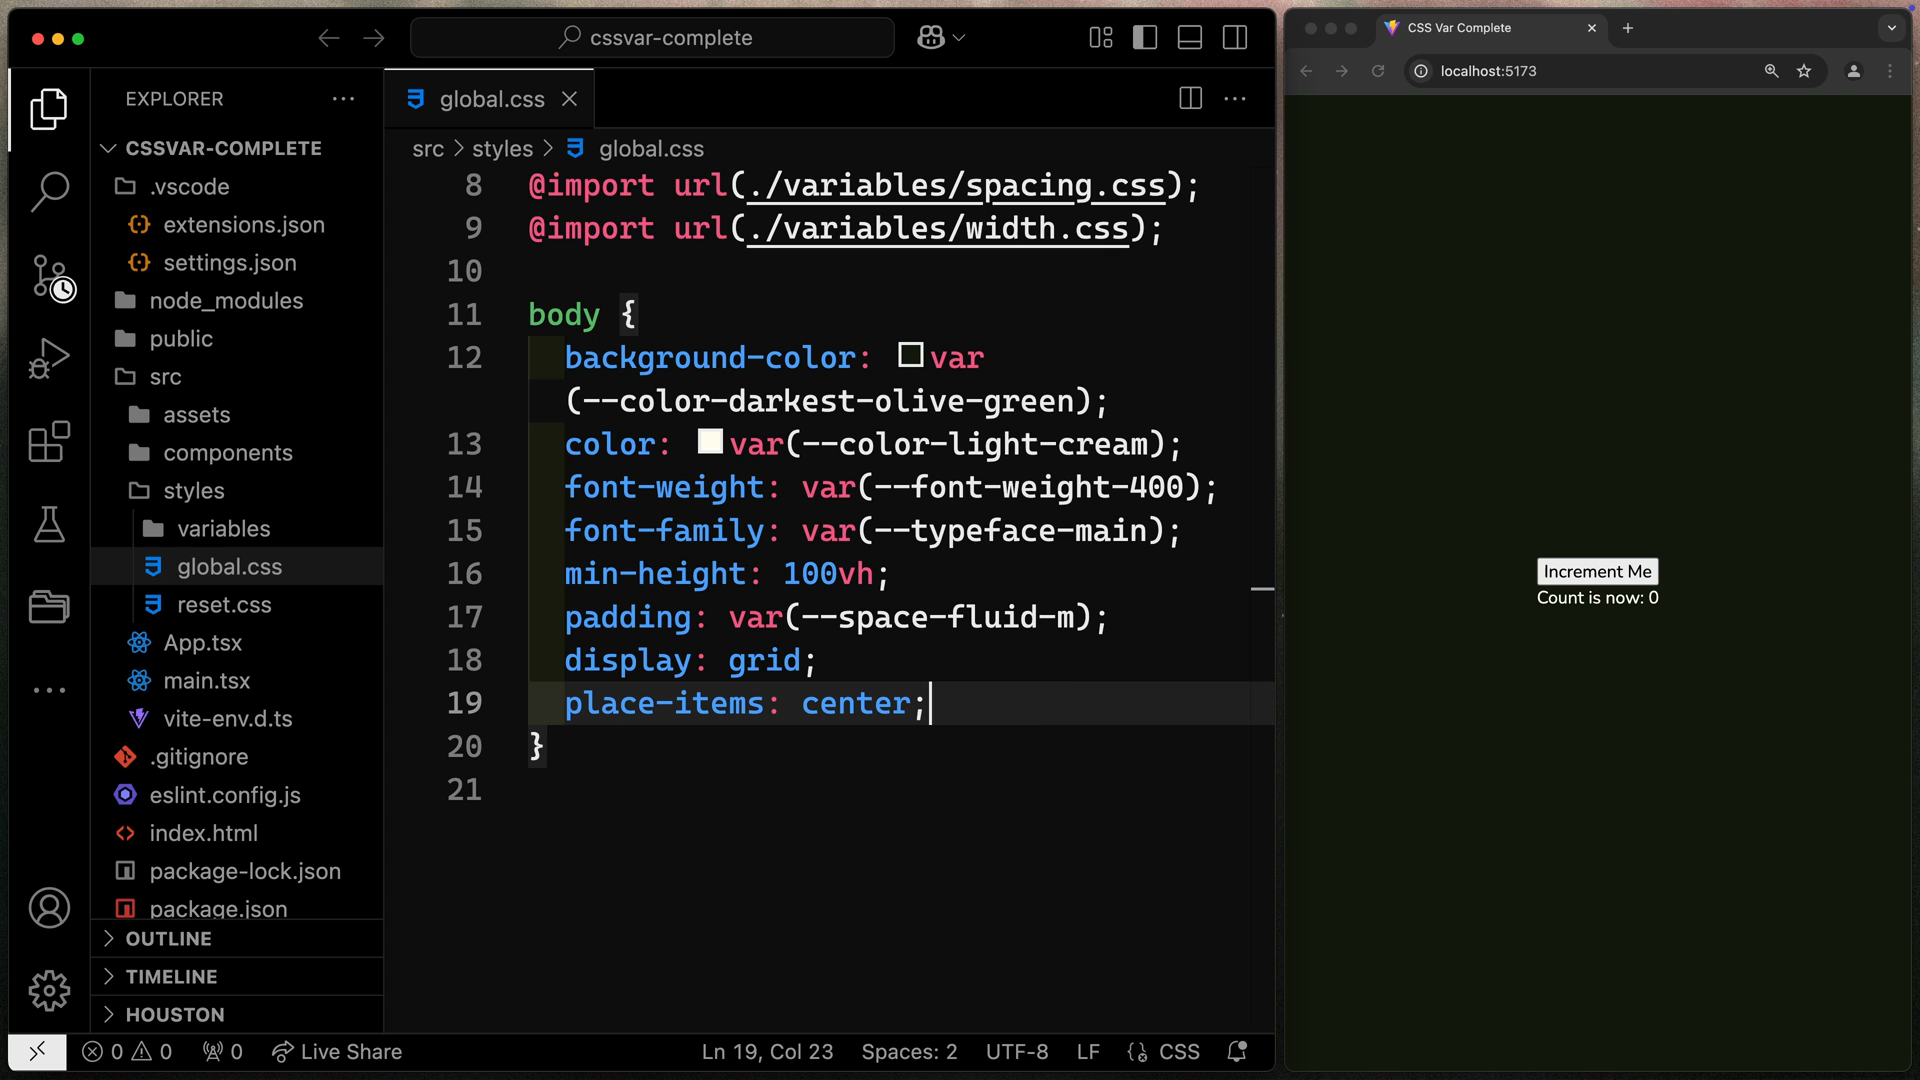 cssvar-complete
EXPLORER
CSSVAR-COMPLETE
.vscode
extensions.json
settings.json
node_modules
public
src
assets
components
styles
variables
global.css
reset.css
App.tsx
main.tsx
vite-env.d.ts
.gitignore
eslint.config.js
index.html
package-lock.json
package.json
OUTLINE
TIMELINE
HOUSTON
global.css
src > styles > global.css
8 @import url(./variables/spacing.css);
9 @import url(./variables/width.css);
10
11 body {
12 background-color: var
(--color-darkest-olive-green);
13 color: var(--color-light-cream);
14 font-weight: var(--font-weight-400);
15 font-family: var(--typeface-main);
16 min-height: 100vh;
17 padding: var(--space-fluid-m);
18 display: grid;
19 place-items: center;
20 }
21
0 0 0 Live Share Ln 19, Col 23 Spaces: 2 UTF-8 LF CSS
CSS Var Complete
localhost:5173
Increment Me
Count is now: 0